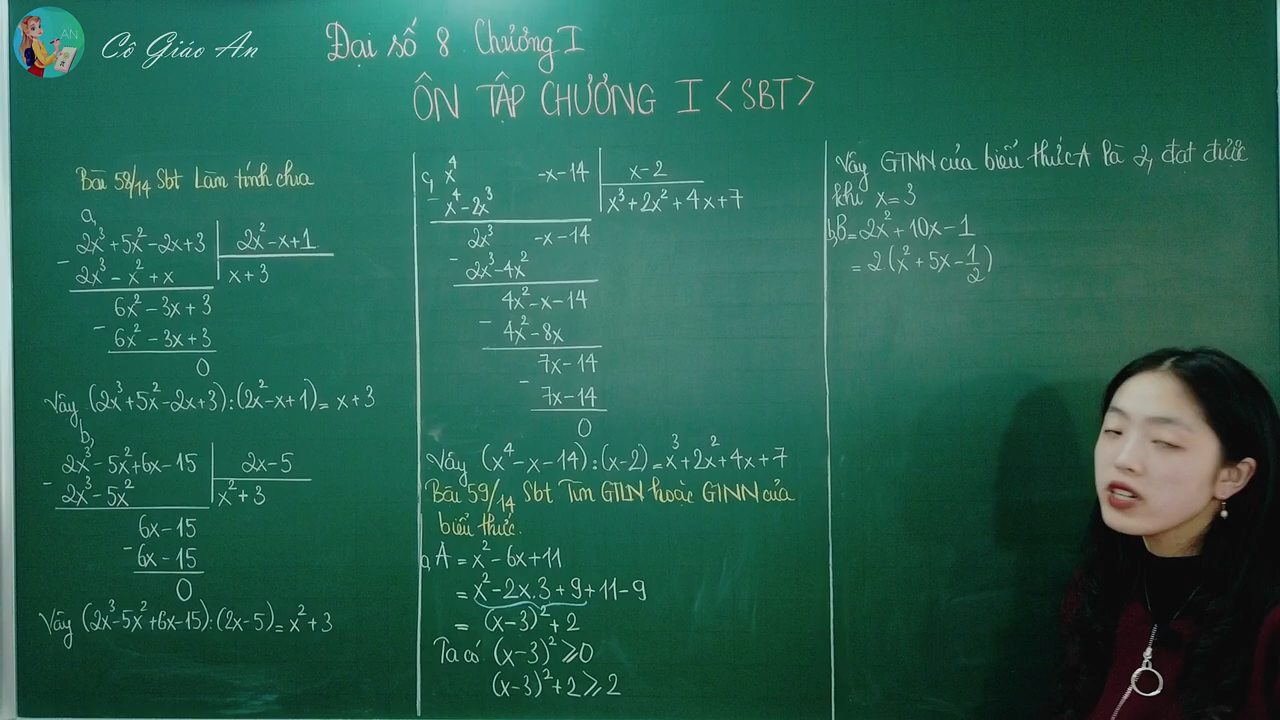 AN
Cô Giáo An
Đại số 8 Chương I
ÔN TẬP CHƯƠNG I <SBT>
Bài 58/14 Sbt Làm tính chia
a,
2x³+5x²-2x+3 | 2x²-x+1
- 2x³-x²+x | x+3
6x²-3x+3
- 6x²-3x+3
0
Vậy (2x³+5x²-2x+3):(2x²-x+1)=x+3
b,
2x³-5x²+6x-15 | 2x-5
- 2x³-5x² | x²+3
6x-15
- 6x-15
0
Vậy (2x³-5x²+6x-15):(2x-5)=x²+3
c, x⁴ -x-14 | x-2
- x⁴-2x³ | x³+2x²+4x+7
2x³ -x-14
- 2x³-4x²
4x²-x-14
- 4x²-8x
7x-14
- 7x-14
0
Vậy (x⁴-x-14):(x-2)=x³+2x²+4x+7
Bài 59/14 Sbt Tìm GTLN hoặc GTNN của
biểu thức.
a, A = x²-6x+11
= x²-2x.3+9+11-9
= (x-3)²+2
Ta có (x-3)²⩾0
(x-3)²+2⩾2
Vậy GTNN của biểu thức A là 2, đạt được
khi x=3
b, B=2x²+10x-1
= 2.(x²+5x-1/2)